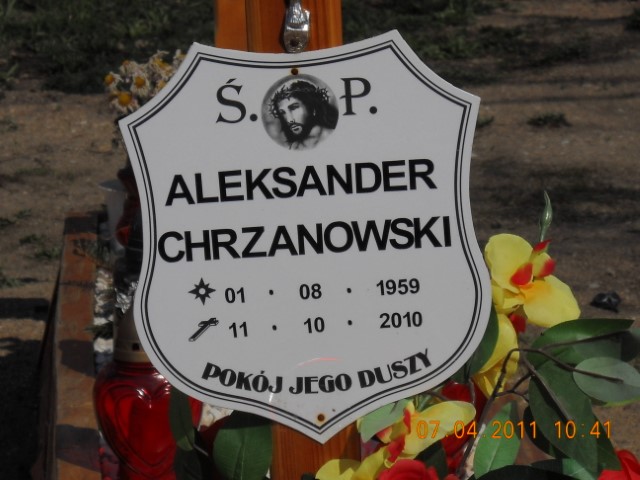 Ś. P.
ALEKSANDER
CHRZANOWSKI
01 · 08 · 1959
11 · 10 · 2010
POKÓJ JEGO DUSZY
07.04.2011 10:41